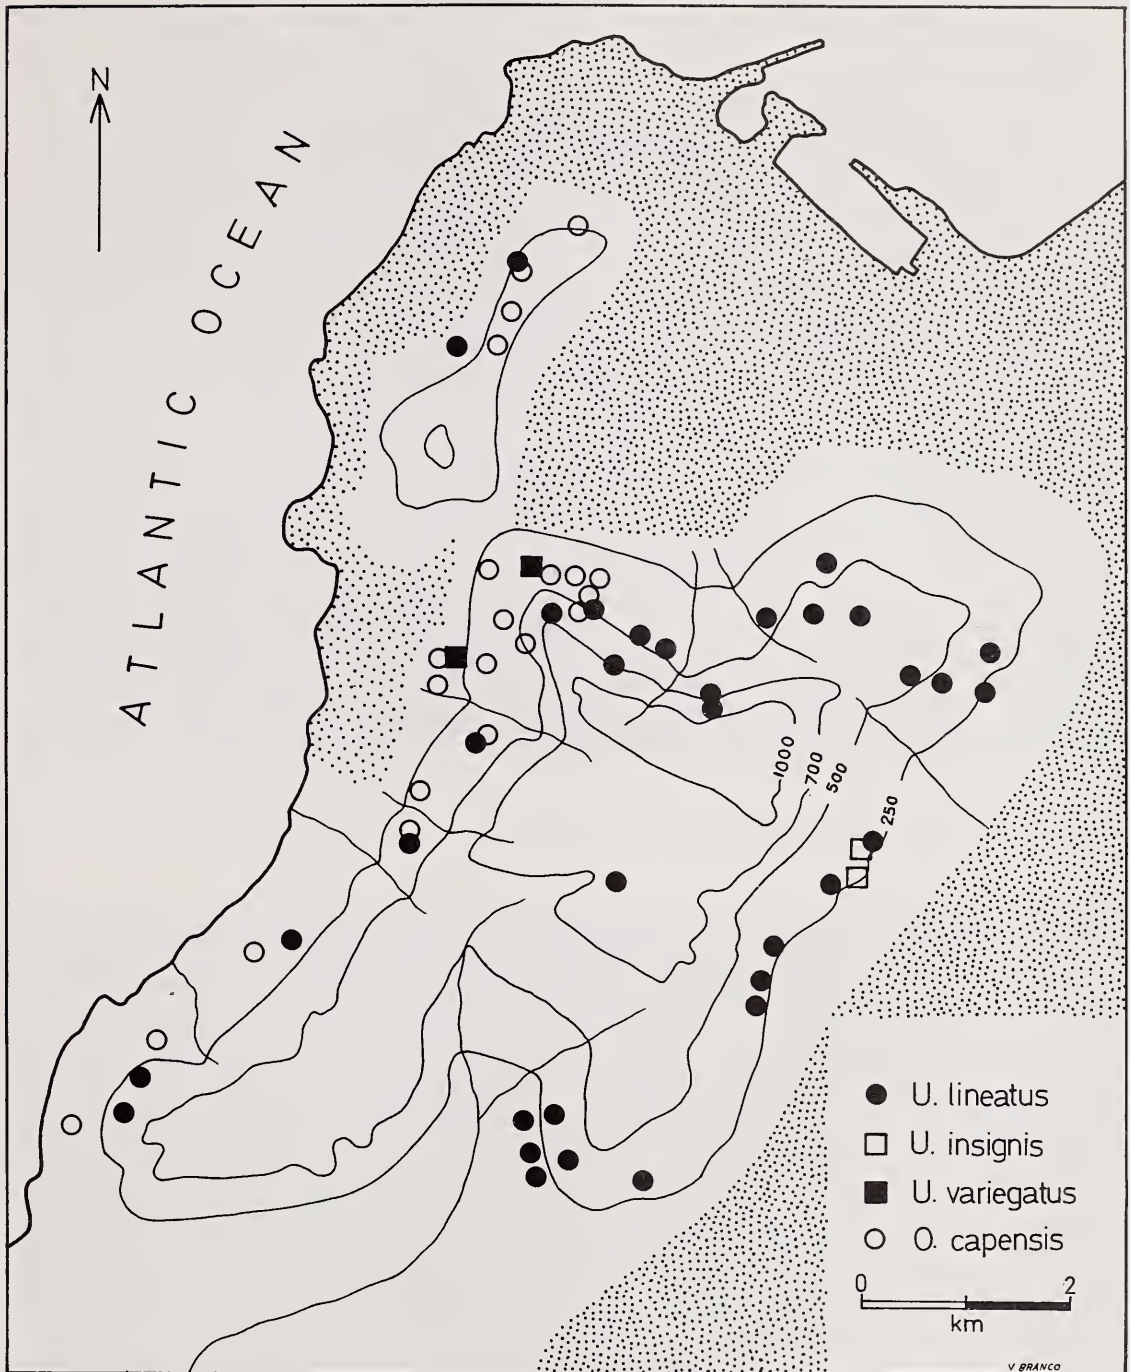 N
ATLANTIC OCEAN
1000
700
500
250
U. lineatus
U. insignis
U. variegatus
O. capensis
0 2
km
V BRANCO